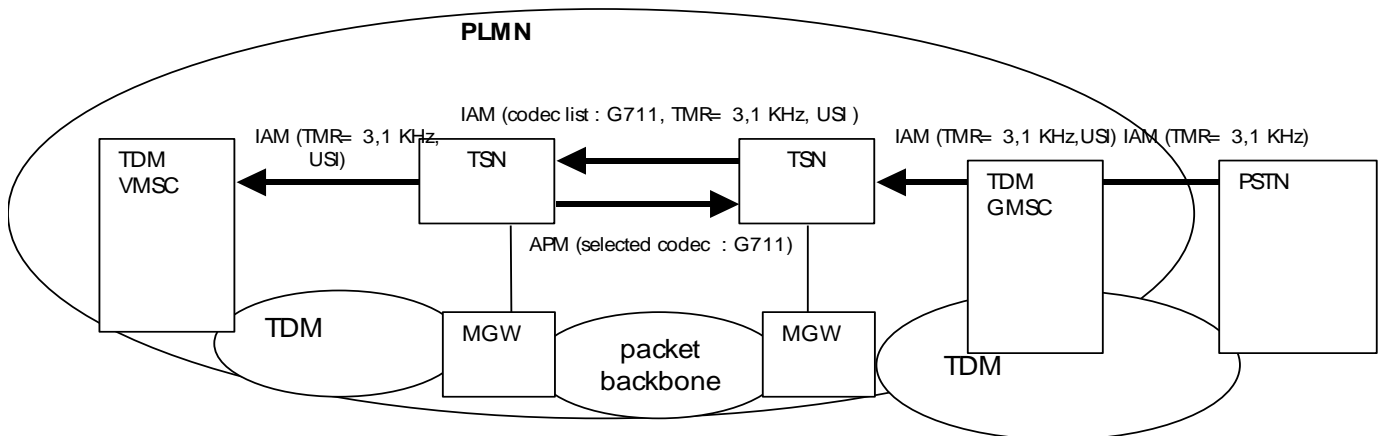 PLMN
IAM (codec list : G711, TMR= 3,1 KHz, USI )
IAM (TMR= 3,1 KHz,
USI)
IAM (TMR= 3,1 KHz,USI) IAM (TMR= 3,1 KHz)
TDM
VMSC
TSN
TSN
TDM
GMSC
PSTN
APM (selected codec : G711)
TDM
MGW
packet
backbone
MGW
TDM